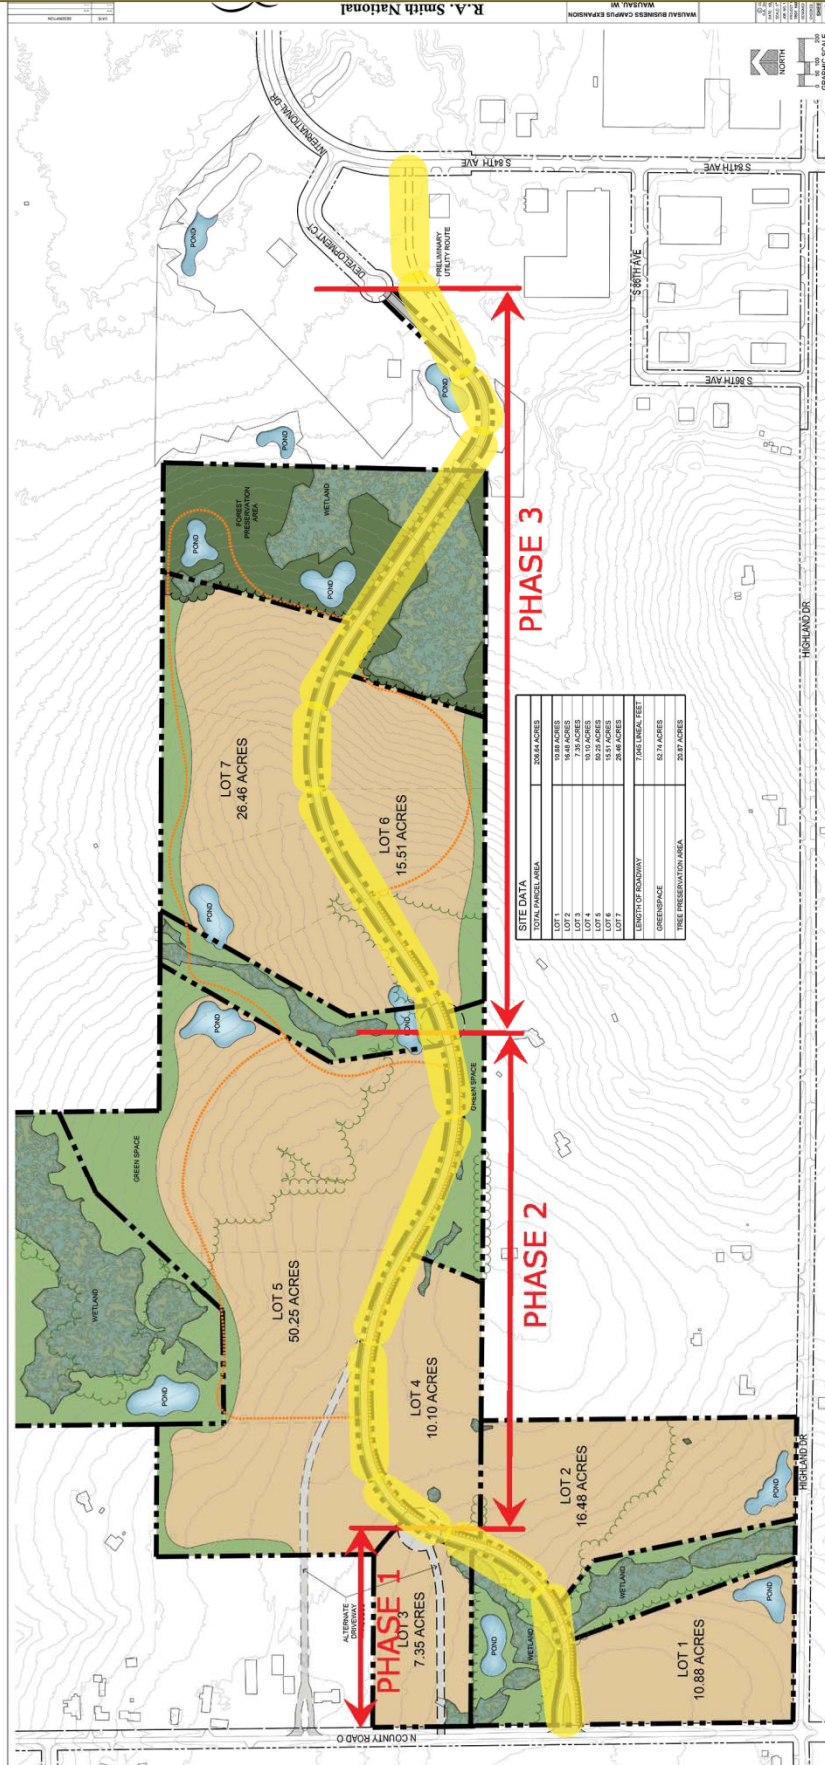 R.A. Smith National
WAUSAU BUSINESS CAMPUS EXPANSION
WAUSAU, WI
DESCRIPTION
DATE
NORTH
GRAPHIC SCALE
0 50 100 200
INTERNATIONAL DR
S 84TH AVE
S 84TH AVE
DEVELOPMENT CT
PRELIMINARY
UTILITY ROUTE
S 86TH AVE
S 86TH AVE
POND
POND
POND
FOREST
PRESERVATION
AREA
WETLAND
POND
POND
PHASE 3
HIGHLAND DR
LOT 7
26.46 ACRES
LOT 6
15.51 ACRES
SITE DATA
TOTAL PARCEL AREA 206.64 ACRES
LOT 1 10.88 ACRES
LOT 2 16.48 ACRES
LOT 3 7.35 ACRES
LOT 4 10.10 ACRES
LOT 5 50.25 ACRES
LOT 6 15.51 ACRES
LOT 7 26.46 ACRES
LENGTH OF ROADWAY 7,045 LINEAL FEET
GREENSPACE 52.74 ACRES
TREE PRESERVATION AREA 20.87 ACRES
POND
POND
POND
GREEN SPACE
GREEN SPACE
WETLAND
POND
LOT 5
50.25 ACRES
PHASE 2
LOT 4
10.10 ACRES
LOT 2
16.48 ACRES
POND
HIGHLAND DR
ALTERNATE
DRIVEWAY
PHASE 1
LOT 3
7.35 ACRES
POND
WETLAND
WETLAND
POND
LOT 1
10.88 ACRES
N COUNTY ROAD O